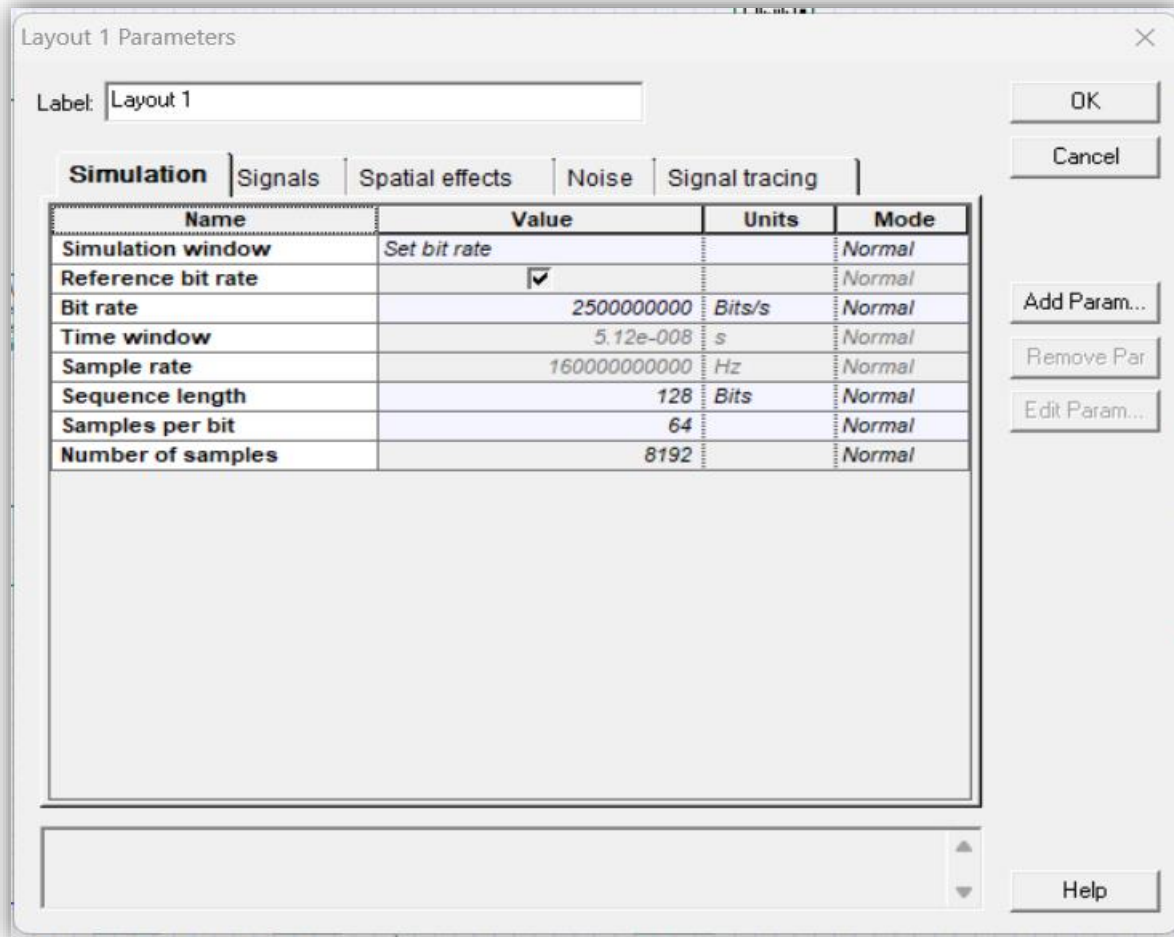 Layout 1 Parameters
Label: Layout 1
OK
Cancel
Simulation Signals Spatial effects Noise Signal tracing
Name Value Units Mode
Simulation window Set bit rate Normal
Reference bit rate Normal
Bit rate 2500000000 Bits/s Normal
Time window 5.12e-008 s Normal
Sample rate 160000000000 Hz Normal
Sequence length 128 Bits Normal
Samples per bit 64 Normal
Number of samples 8192 Normal
Add Param...
Remove Par
Edit Param...
Help